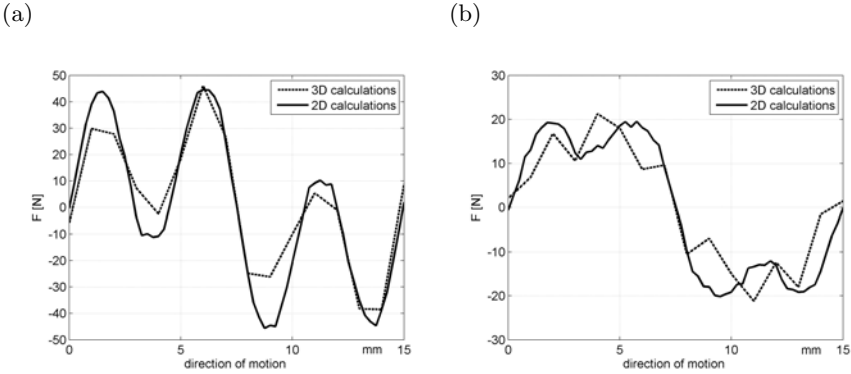 (a)
(b)
50
40
30
20
10
0
-10
-20
-30
-40
-50
F [N]
3D calculations
2D calculations
0 5 10 mm 15
direction of motion
30
20
10
0
-10
-20
-30
F [N]
3D calculations
2D calculations
0 5 10 mm 15
direction of motion